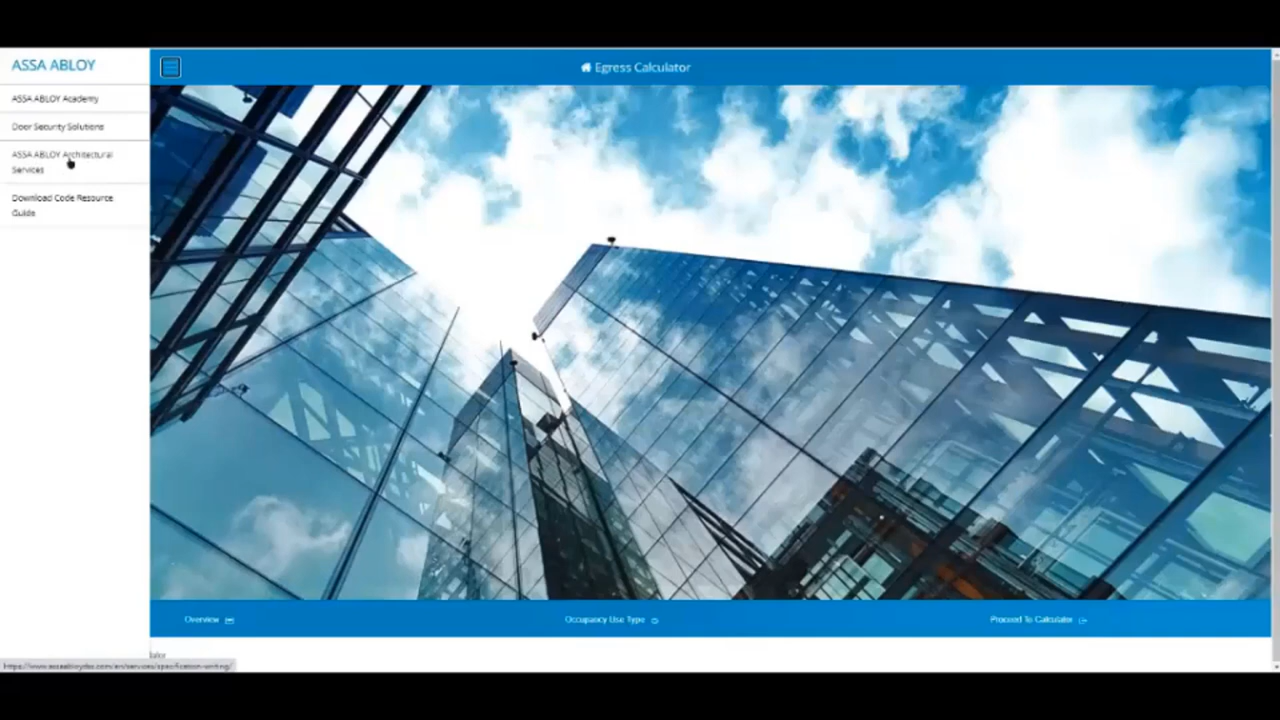 ASSA ABLOY
Egress Calculator
ASSA ABLOY Academy
Door Security Solutions
ASSA ABLOY Architectural
Services
Download Code Resource
Guide
Overview
Occupancy Use Type
Proceed To Calculator